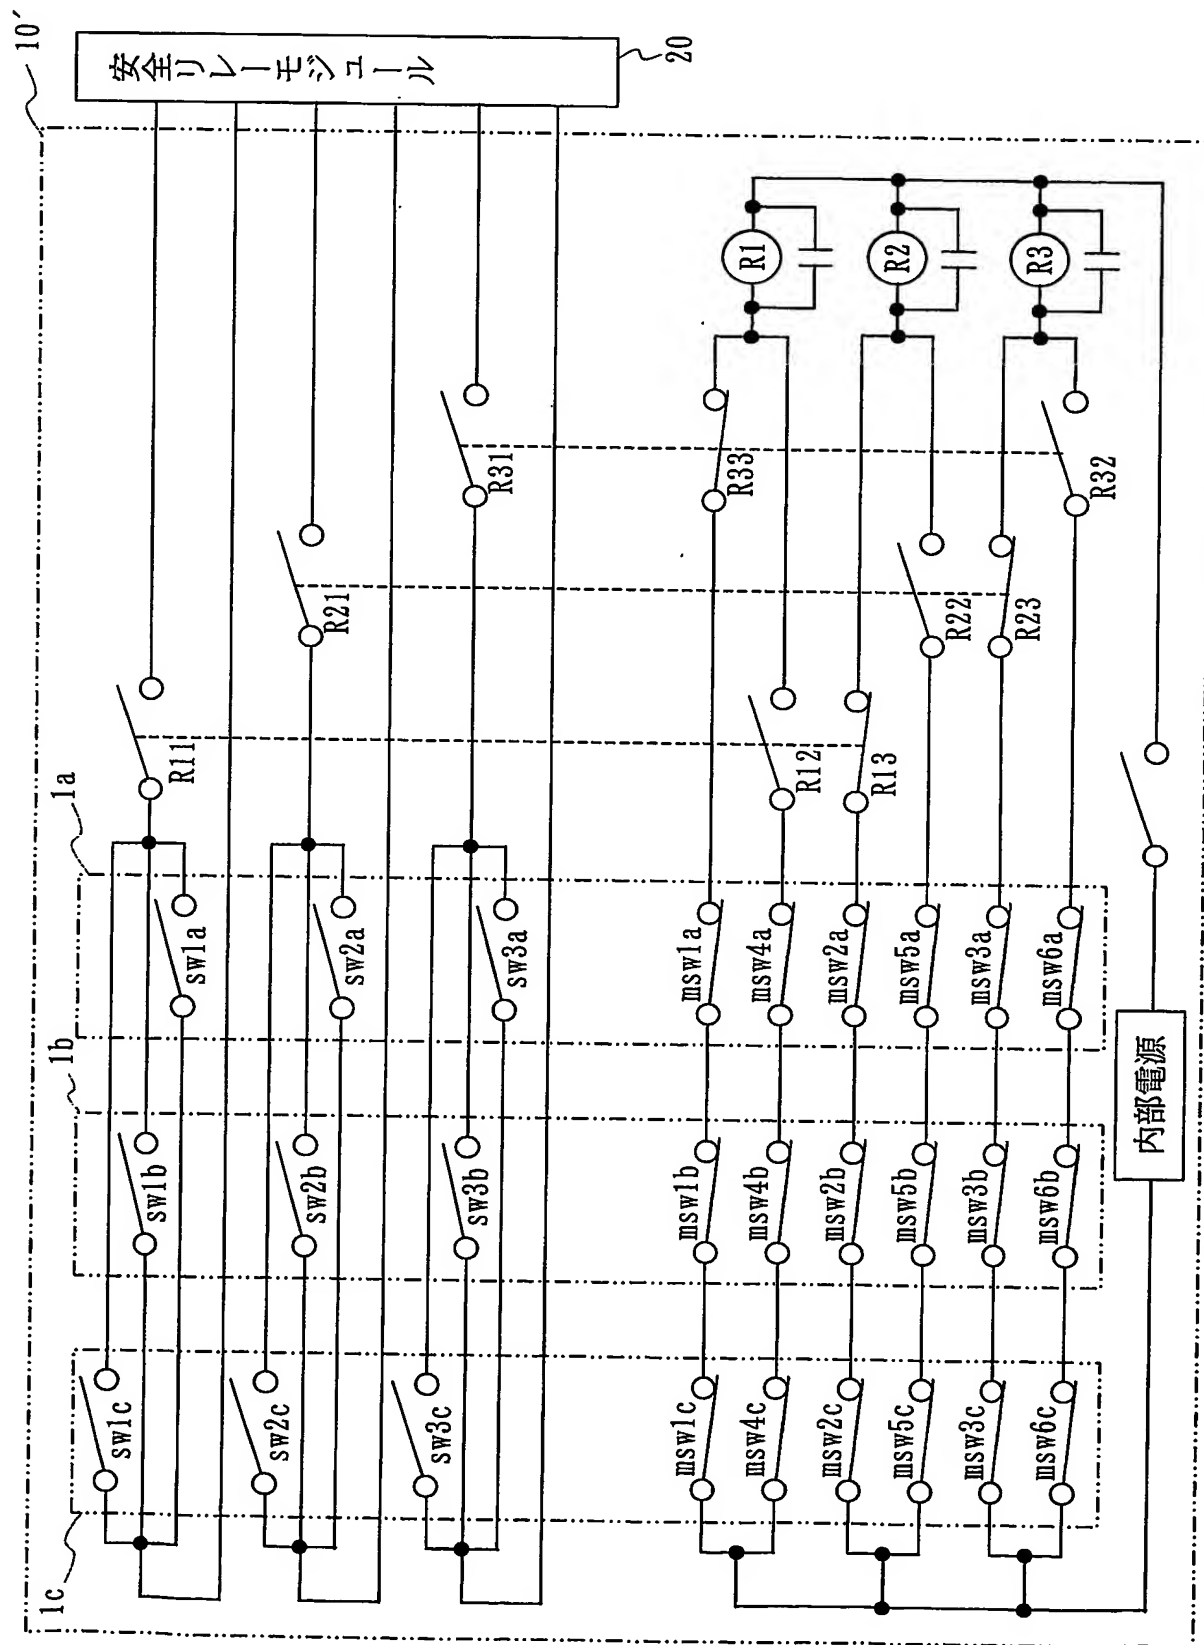 10′
安全リレーモジュール
20
R1
R2
R3
R31
R33
R32
R21
R22
R23
R11
R12
R13
1a
sw1a
sw2a
sw3a
msw1a
msw4a
msw2a
msw5a
msw3a
msw6a
1b
sw1b
sw2b
sw3b
msw1b
msw4b
msw2b
msw5b
msw3b
msw6b
内部電源
1c
sw1c
sw2c
sw3c
msw1c
msw4c
msw2c
msw5c
msw3c
msw6c